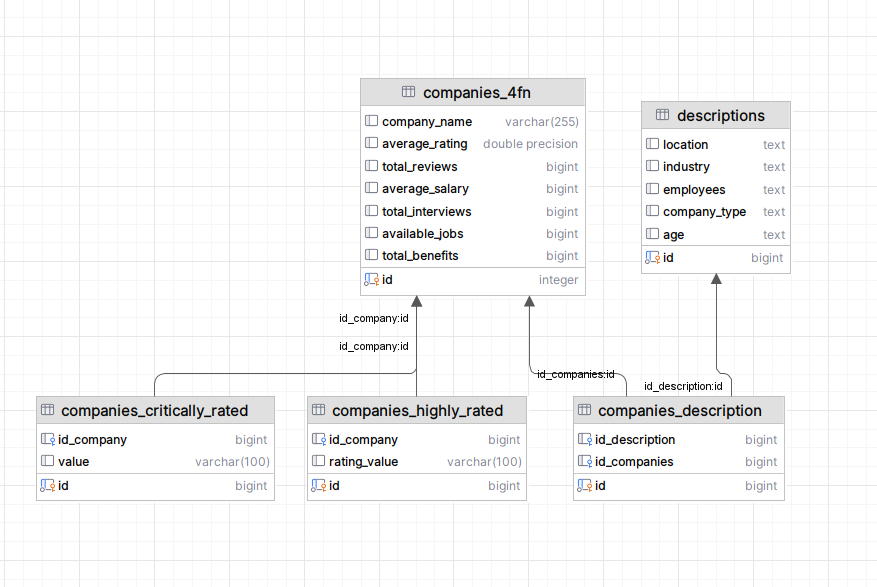 companies_4fn
company_name varchar(255)
average_rating double precision
total_reviews bigint
average_salary bigint
total_interviews bigint
available_jobs bigint
total_benefits bigint
id integer
descriptions
location text
industry text
employees text
company_type text
age text
id bigint
id_company:id
id_company:id
id_companies:id
id_description:id
companies_critically_rated
id_company bigint
value varchar(100)
id bigint
companies_highly_rated
id_company bigint
rating_value varchar(100)
id bigint
companies_description
id_description bigint
id_companies bigint
id bigint